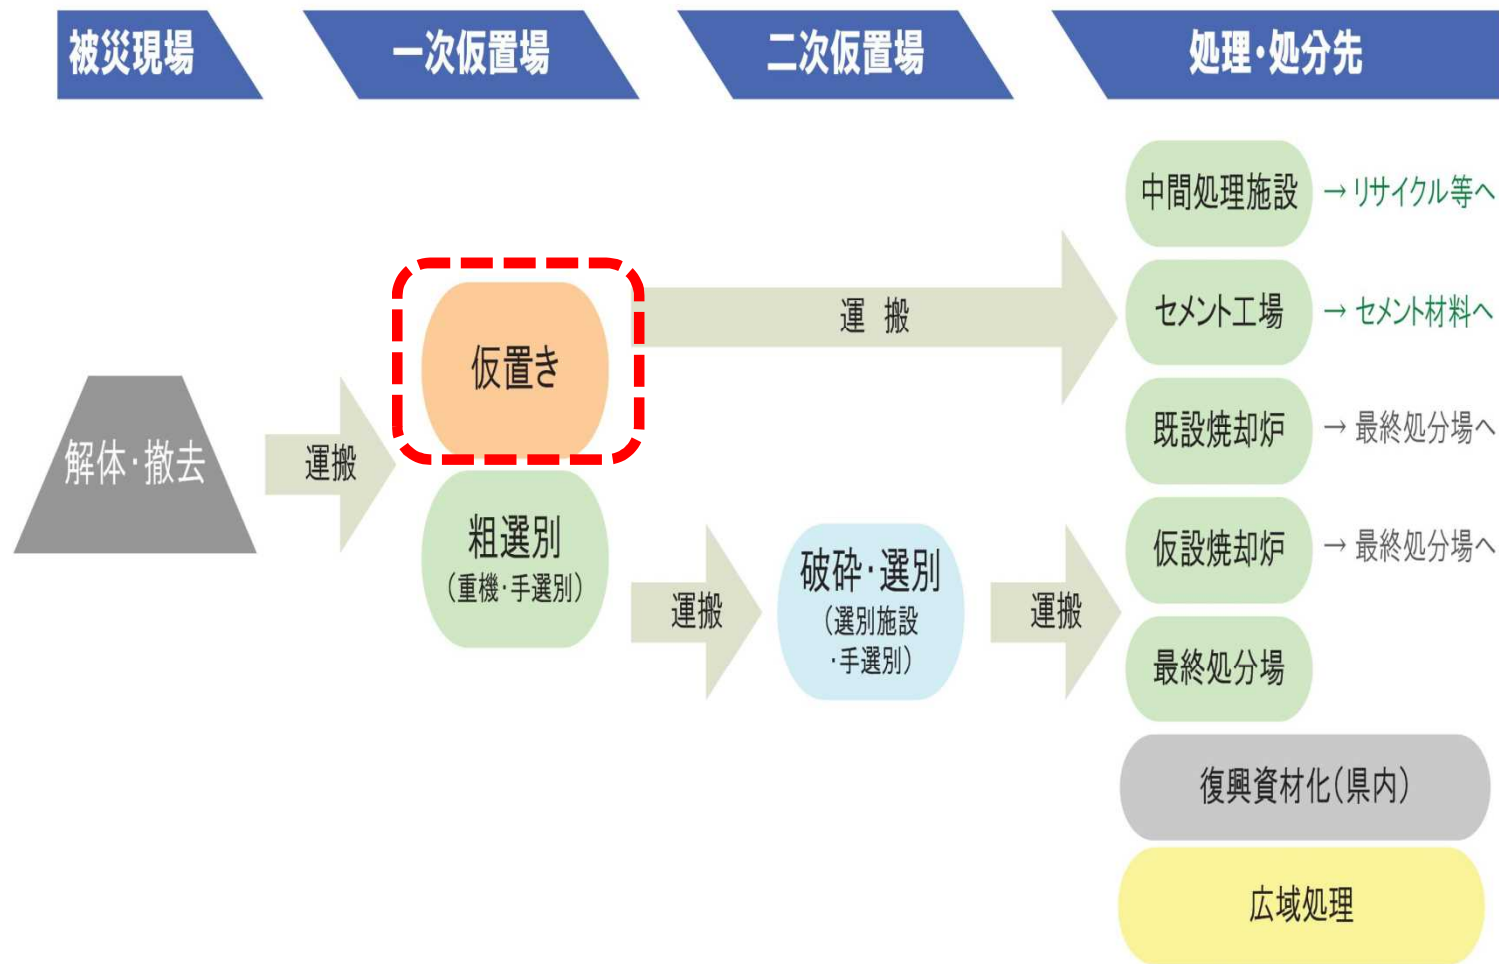 被災現場
一次仮置場
二次仮置場
処理・処分先
解体・撤去
運搬
仮置き
粗選別
（重機・手選別）
運搬
運搬
破砕・選別
（選別施設
・手選別）
運搬
中間処理施設 → リサイクル等へ
セメント工場 → セメント材料へ
既設焼却炉 → 最終処分場へ
仮設焼却炉 → 最終処分場へ
最終処分場
復興資材化（県内）
広域処理